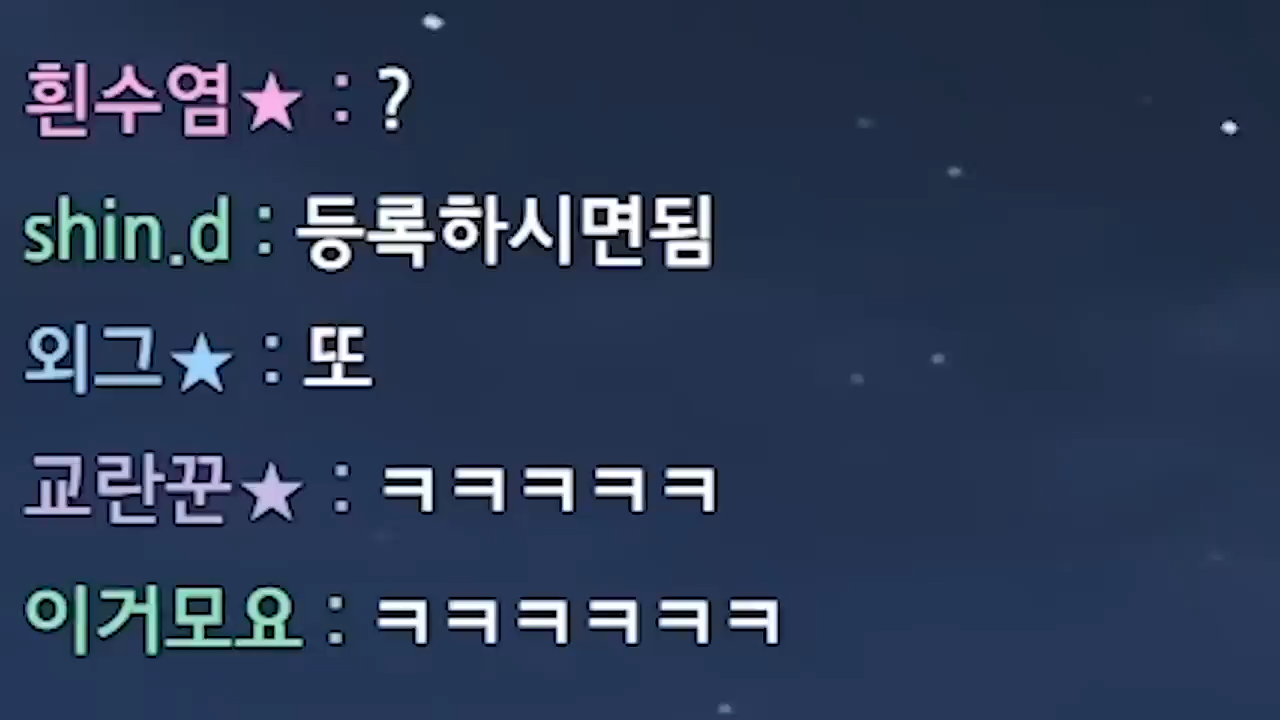 흰수염★ : ?
shin.d : 등록하시면됨
외그★ : 또
교란꾼★ : ㅋㅋㅋㅋㅋ
이거모요 : ㅋㅋㅋㅋㅋㅋ